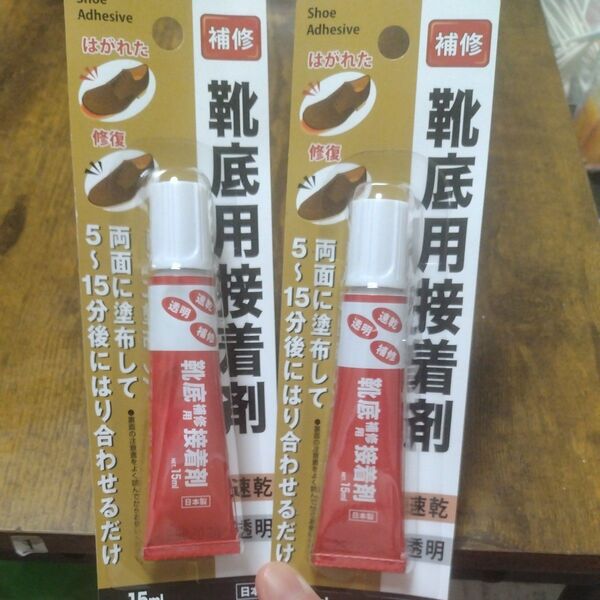 Shoe
Adhesive
補修
はがれた
修復
靴底用接着剤
両面に塗布して
5~15分後にはり合わせるだけ
速乾
透明
補修
靴底
補修用
接着剤
NET. 15ml
日本製
速乾
透明
15ml
日本
Shoe
Adhesive
補修
はがれた
修復
靴底用接着剤
両面に塗布して
5~15分後にはり合わせるだけ
速乾
透明
補修
靴底
補修用
接着剤
NET. 15ml
日本製
速乾
透明